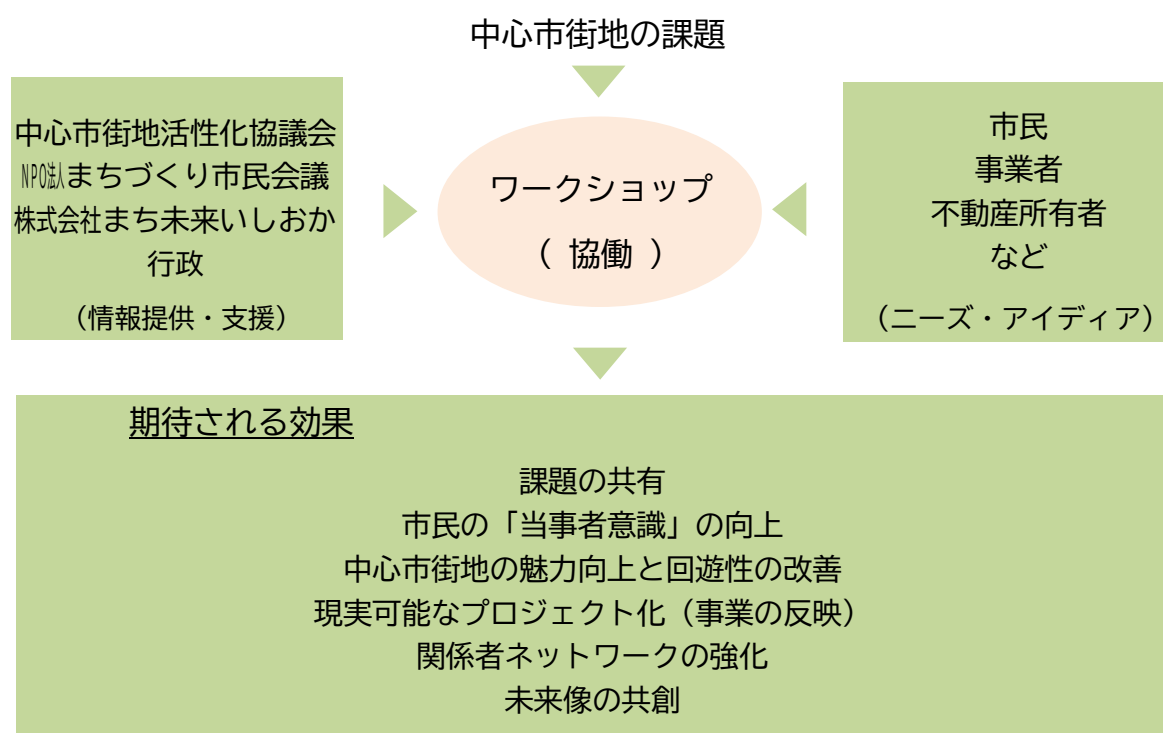 中心市街地の課題
中心市街地活性化協議会
NPO法人まちづくり市民会議
株式会社まち未来いしおか
行政
（情報提供・支援）
ワークショップ
（ 協働 ）
市民
事業者
不動産所有者
など
（ニーズ・アイディア）
期待される効果
課題の共有
市民の「当事者意識」の向上
中心市街地の魅力向上と回遊性の改善
現実可能なプロジェクト化（事業の反映）
関係者ネットワークの強化
未来像の共創